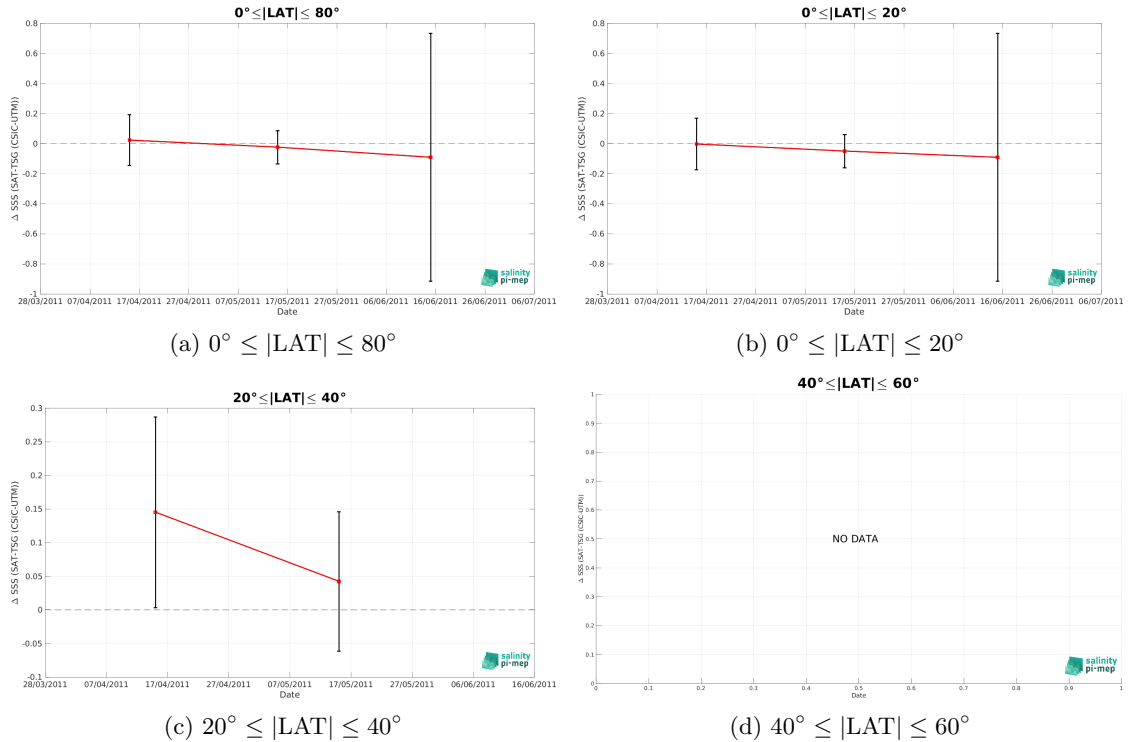 0°≤|LAT|≤ 80°
0.8
0.6
0.4
0.2
0
-0.2
-0.4
-0.6
-0.8
-1
Δ SSS (SAT-TSG (CSIC-UTM))
28/03/2011 07/04/2011 17/04/2011 27/04/2011 07/05/2011 17/05/2011 27/05/2011 06/06/2011 16/06/2011 26/06/2011 06/07/2011
Date
salinity
pi-mep
(a) 0° ≤ |LAT| ≤ 80°
0°≤|LAT|≤ 20°
0.8
0.6
0.4
0.2
0
-0.2
-0.4
-0.6
-0.8
-1
Δ SSS (SAT-TSG (CSIC-UTM))
28/03/2011 07/04/2011 17/04/2011 27/04/2011 07/05/2011 17/05/2011 27/05/2011 06/06/2011 16/06/2011 26/06/2011 06/07/2011
Date
salinity
pi-mep
(b) 0° ≤ |LAT| ≤ 20°
20°≤|LAT|≤ 40°
0.3
0.25
0.2
0.15
0.1
0.05
0
-0.05
-0.1
Δ SSS (SAT-TSG (CSIC-UTM))
28/03/2011 07/04/2011 17/04/2011 27/04/2011 07/05/2011 17/05/2011 27/05/2011 06/06/2011 16/06/2011
Date
salinity
pi-mep
(c) 20° ≤ |LAT| ≤ 40°
40°≤|LAT|≤ 60°
1
0.9
0.8
0.7
0.6
0.5
0.4
0.3
0.2
0.1
0
Δ SSS (SAT-TSG (CSIC-UTM))
NO DATA
0 0.1 0.2 0.3 0.4 0.5 0.6 0.7 0.8 0.9 1
Date
salinity
pi-mep
(d) 40° ≤ |LAT| ≤ 60°